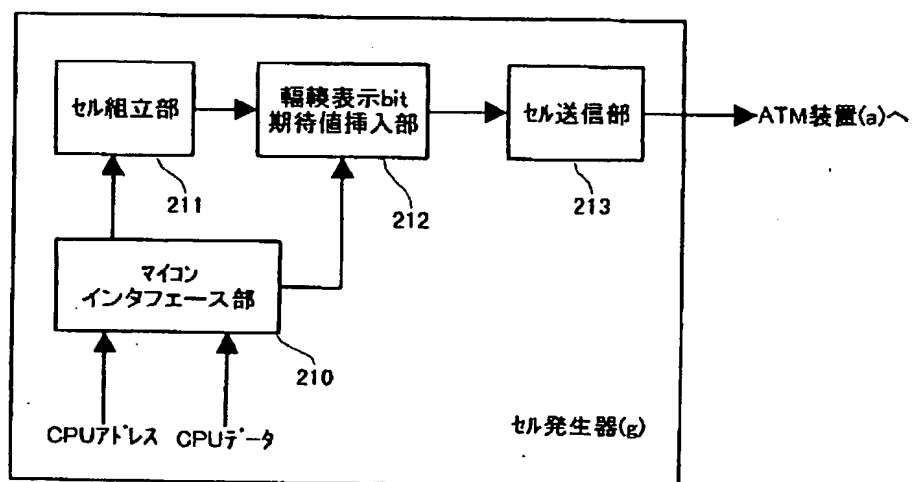 セル組立部
輻輳表示bit
期待値挿入部
セル送信部
ATM装置(a)へ
211
212
213
マイコン
インタフェース部
210
CPUアドレス
CPUデータ
セル発生器(g)